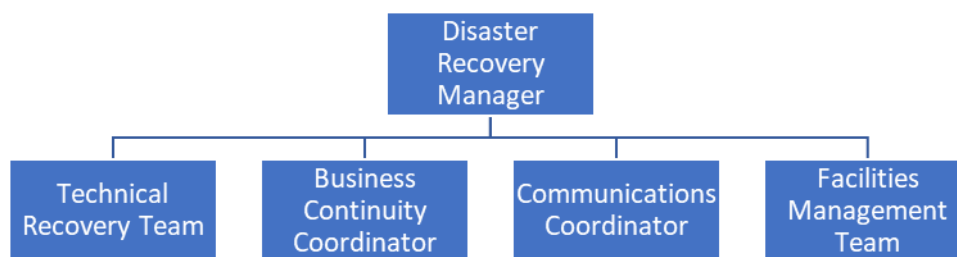 Disaster
Recovery
Manager
Technical
Recovery Team
Business
Continuity
Coordinator
Communications
Coordinator
Facilities
Management
Team